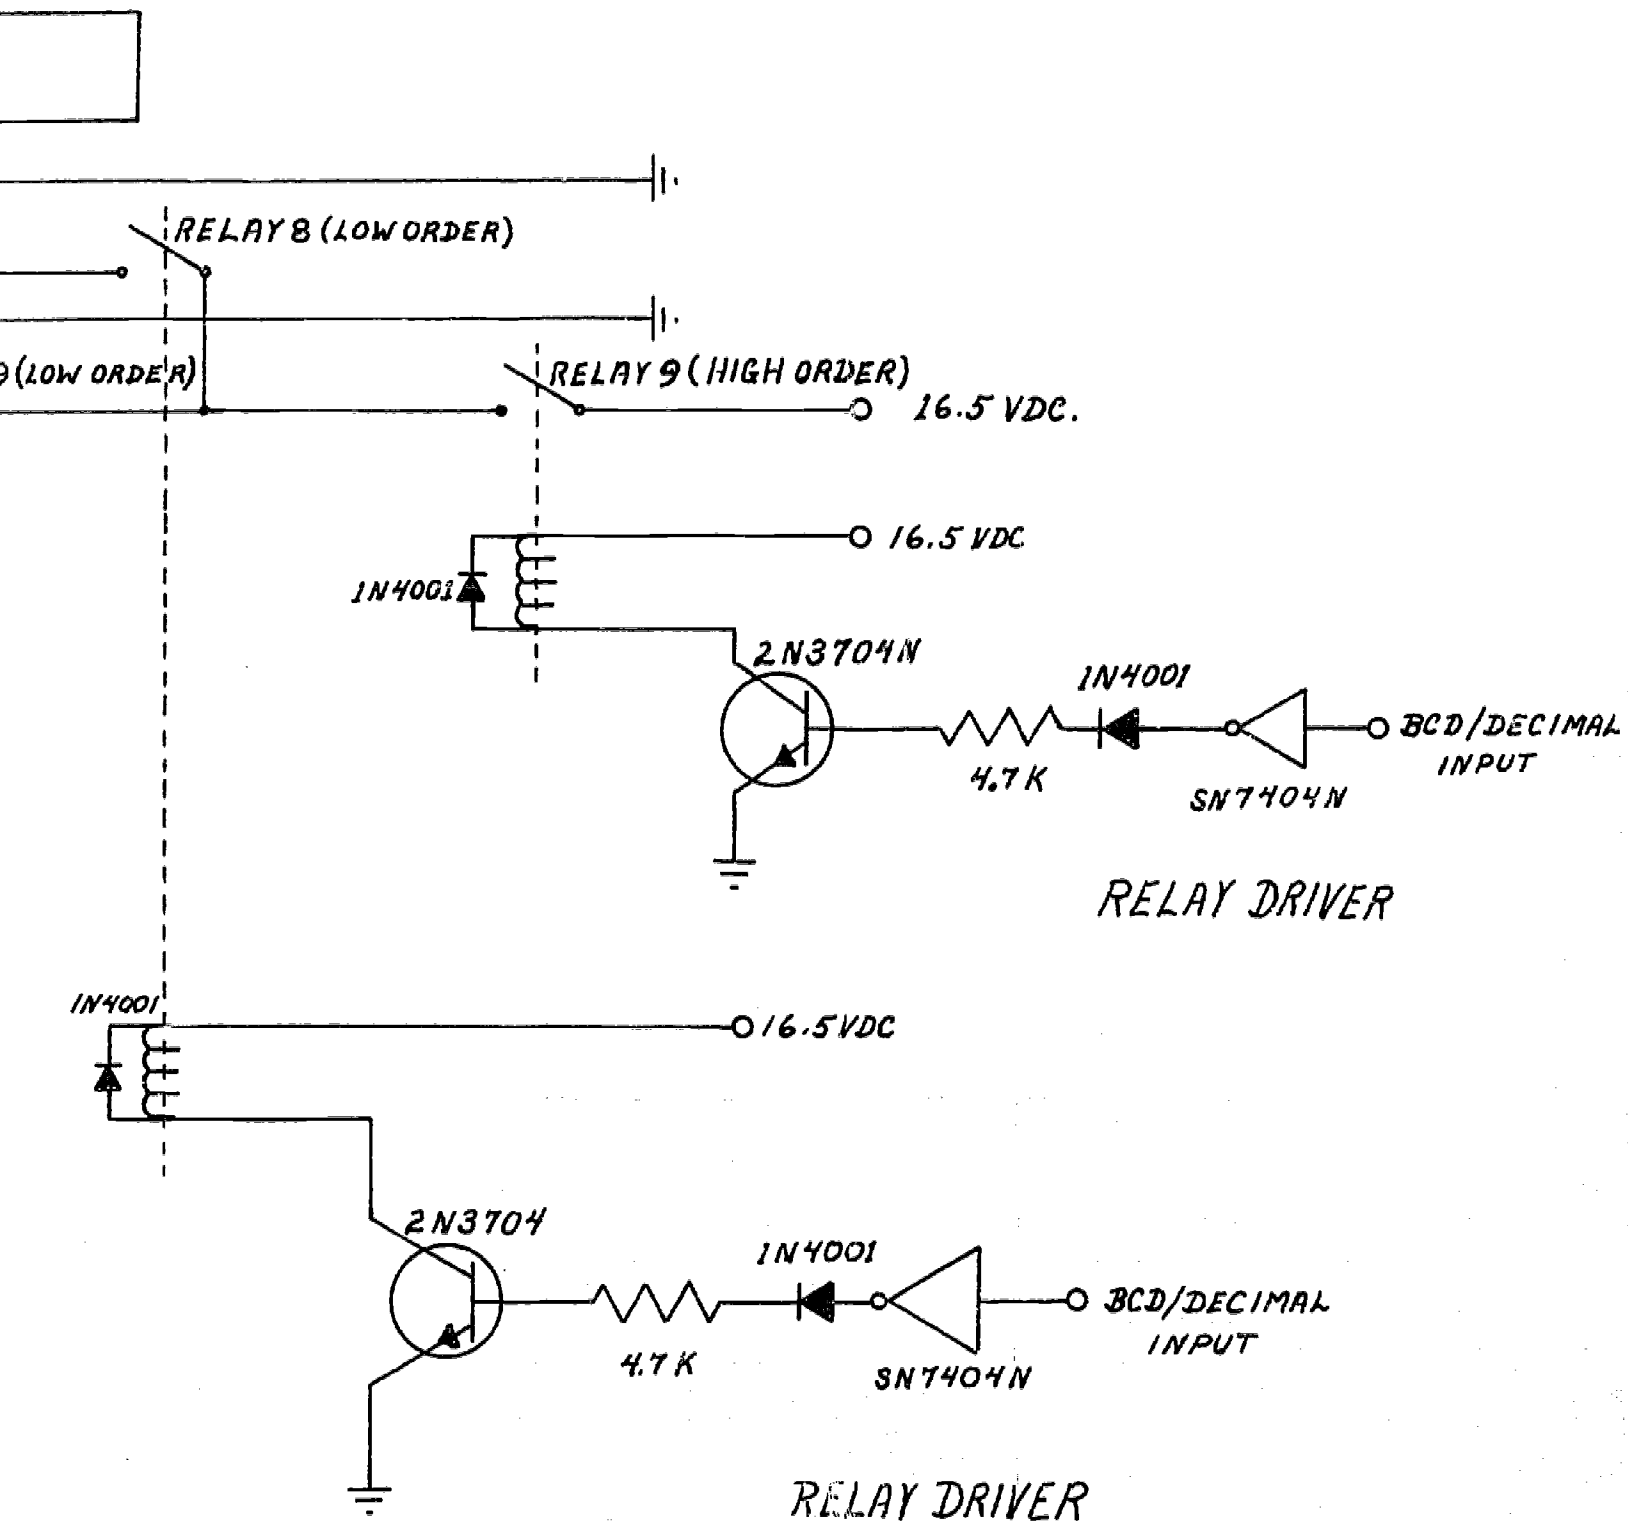 RELAY 8 (LOW ORDER)
(LOW ORDER)
RELAY 9 (HIGH ORDER)
16.5 VDC.
16.5 VDC
1N4001
2N3704N
1N4001
BCD/DECIMAL
INPUT
4.7K
SN7404N
RELAY DRIVER
1N4001
16.5VDC
2N3704
1N4001
BCD/DECIMAL
INPUT
4.7K
SN7404N
RELAY DRIVER